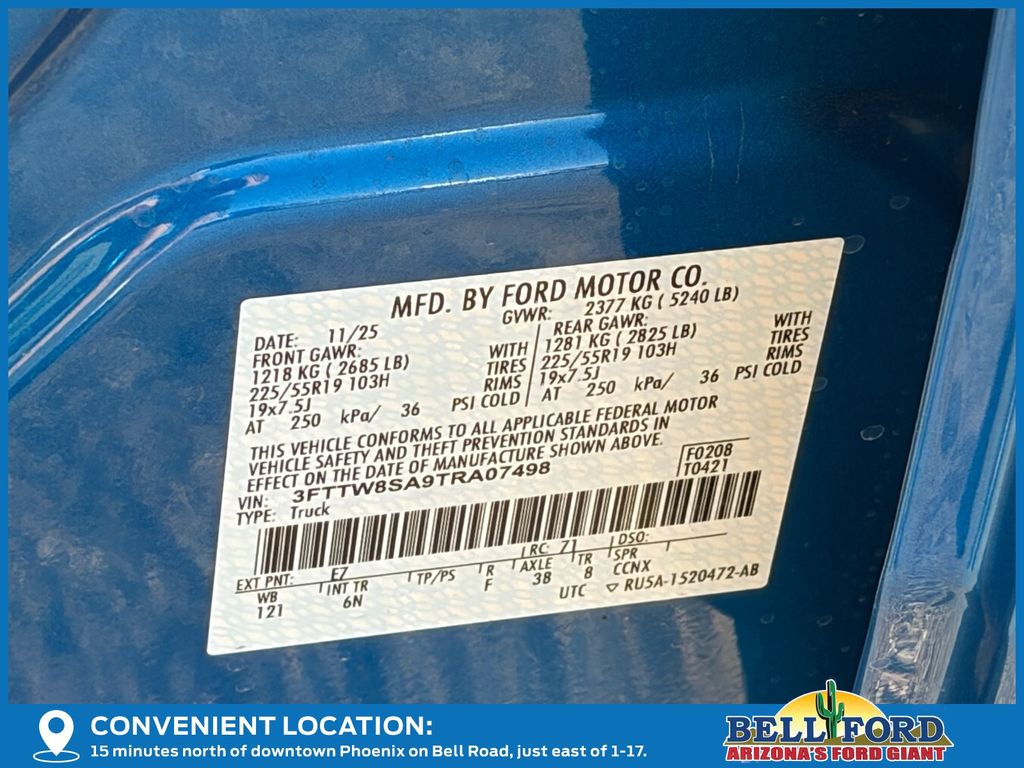 MFD. BY FORD MOTOR CO.
DATE: 11/25 GVWR: 2377 KG ( 5240 LB)
FRONT GAWR: REAR GAWR:
1218 KG ( 2685 LB) WITH 1281 KG ( 2825 LB) WITH
225/55R19 103H TIRES 225/55R19 103H TIRES
19x7.5J RIMS 19x7.5J RIMS
AT 250 kPa/ 36 PSI COLD AT 250 kPa/ 36 PSI COLD
THIS VEHICLE CONFORMS TO ALL APPLICABLE FEDERAL MOTOR
VEHICLE SAFETY AND THEFT PREVENTION STANDARDS IN
EFFECT ON THE DATE OF MANUFACTURE SHOWN ABOVE.
VIN: 3FTTW8SA9TRA07498 F0208
TYPE: Truck T0421
EXT PNT: E7 RC: 71 DSO:
WB INT TR TP/PS R AXLE TR SPR
121 6N F 38 8 CCNX
UTC ▽ RU5A-1520472-AB
CONVENIENT LOCATION:
15 minutes north of downtown Phoenix on Bell Road, just east of 1-17.
BELL FORD
ARIZONA'S FORD GIANT